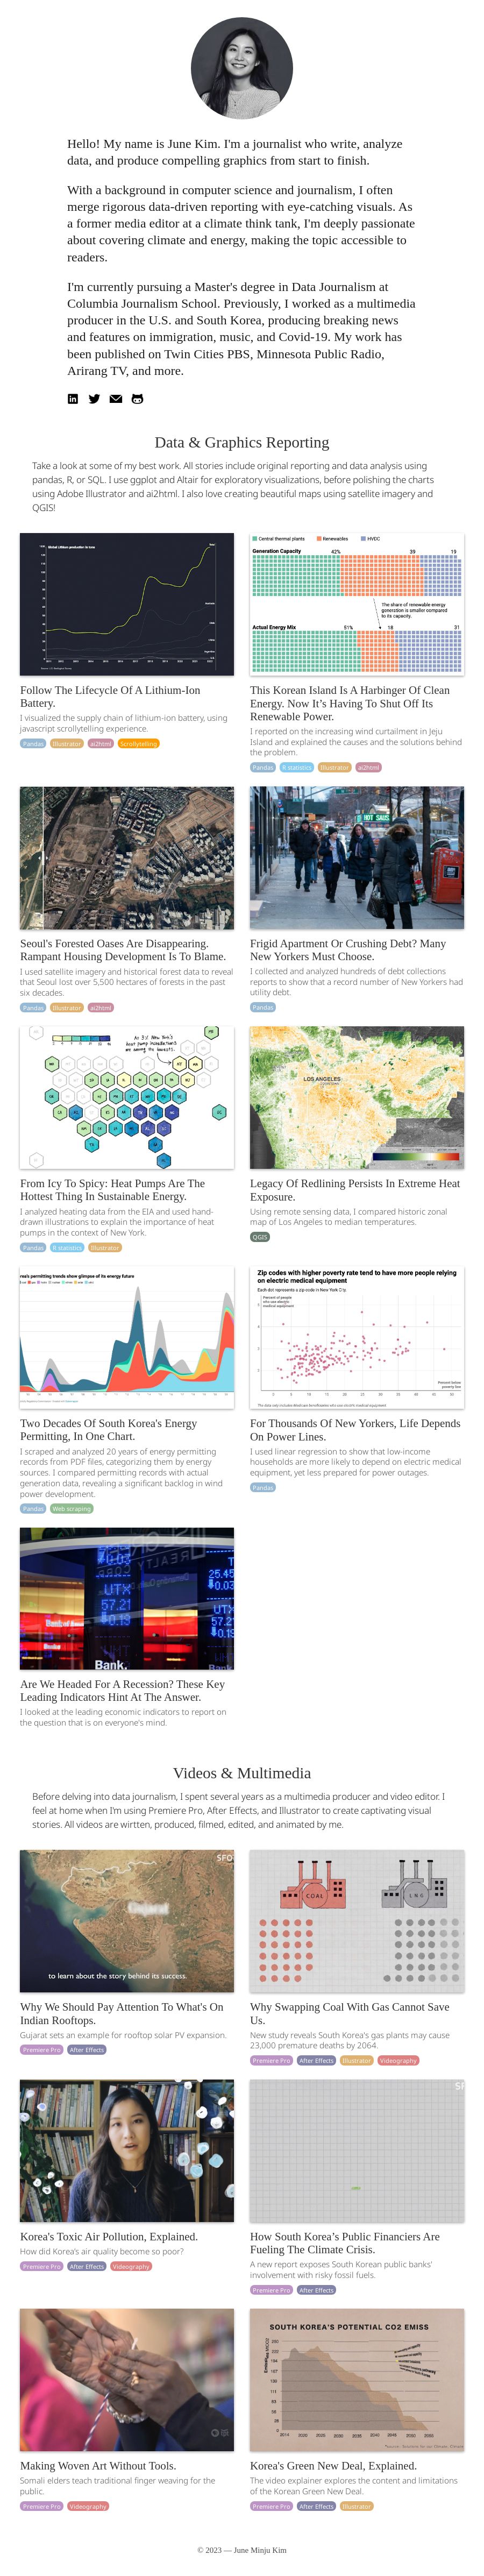 Hello! My name is June Kim. I'm a journalist who write, analyze
data, and produce compelling graphics from start to finish.
With a background in computer science and journalism, I often
merge rigorous data-driven reporting with eye-catching visuals. As
a former media editor at a climate think tank, I'm deeply passionate
about covering climate and energy, making the topic accessible to
readers.
I'm currently pursuing a Master's degree in Data Journalism at
Columbia Journalism School. Previously, I worked as a multimedia
producer in the U.S. and South Korea, producing breaking news
and features on immigration, music, and Covid-19. My work has
been published on Twin Cities PBS, Minnesota Public Radio,
Arirang TV, and more.
Data & Graphics Reporting
Take a look at some of my best work. All stories include original reporting and data analysis using
pandas, R, or SQL. I use ggplot and Altair for exploratory visualizations, before polishing the charts
using Adobe Illustrator and ai2html. I also love creating beautiful maps using satellite imagery and
QGIS!
Global Lithium production in tons
Follow The Lifecycle Of A Lithium-Ion
Battery.
I visualized the supply chain of lithium-ion battery, using
javascript scrollytelling experience.
Pandas Illustrator ai2html Scrollytelling
Central thermal plants Renewables HVDC
Generation Capacity 42% 39 19
The share of renewable energy
generation is smaller compared
to its capacity.
Actual Energy Mix 51% 18 31
This Korean Island Is A Harbinger Of Clean
Energy. Now It’s Having To Shut Off Its
Renewable Power.
I reported on the increasing wind curtailment in Jeju
Island and explained the causes and the solutions behind
the problem.
Pandas R statistics Illustrator ai2html
Seoul's Forested Oases Are Disappearing.
Rampant Housing Development Is To Blame.
I used satellite imagery and historical forest data to reveal
that Seoul lost over 5,500 hectares of forests in the past
six decades.
Pandas Illustrator ai2html
HOT
Frigid Apartment Or Crushing Debt? Many
New Yorkers Must Choose.
I collected and analyzed hundreds of debt collections
reports to show that a record number of New Yorkers had
utility debt.
Pandas
From Icy To Spicy: Heat Pumps Are The
Hottest Thing In Sustainable Energy.
I analyzed heating data from the EIA and used hand-
drawn illustrations to explain the importance of heat
pumps in the context of New York.
Pandas R statistics Illustrator
LOS ANGELES
Legacy Of Redlining Persists In Extreme Heat
Exposure.
Using remote sensing data, I compared historic zonal
map of Los Angeles to median temperatures.
QGIS
rea's permitting trends show glimpse of its energy future
Two Decades Of South Korea's Energy
Permitting, In One Chart.
I scraped and analyzed 20 years of energy permitting
records from PDF files, categorizing them by energy
sources. I compared permitting records with actual
generation data, revealing a significant backlog in wind
power development.
Pandas Web scraping
Zip codes with higher poverty rate tend to have more people relying
on electric medical equipment
Each dot represents a zip code in New York City.
Percent of people
who use electric
medical equipment
Percent below
poverty line
For Thousands Of New Yorkers, Life Depends
On Power Lines.
I used linear regression to show that low-income
households are more likely to depend on electric medical
equipment, yet less prepared for power outages.
Pandas
REALTY
UTX
57.21
0.19
25.45
0.03
UTX
57.21
Bank of
Bank.
Are We Headed For A Recession? These Key
Leading Indicators Hint At The Answer.
I looked at the leading economic indicators to report on
the question that is on everyone's mind.
Videos & Multimedia
Before delving into data journalism, I spent several years as a multimedia producer and video editor. I
feel at home when I'm using Premiere Pro, After Effects, and Illustrator to create captivating visual
stories. All videos are wirtten, produced, filmed, edited, and animated by me.
Gujarat
to learn about the story behind its success.
Why We Should Pay Attention To What's On
Indian Rooftops.
Gujarat sets an example for rooftop solar PV expansion.
Premiere Pro After Effects
COAL LNG
Why Swapping Coal With Gas Cannot Save
Us.
New study reveals South Korea's gas plants may cause
23,000 premature deaths by 2064.
Premiere Pro After Effects Illustrator Videography
Korea's Toxic Air Pollution, Explained.
How did Korea's air quality become so poor?
Premiere Pro After Effects Videography
How South Korea’s Public Financiers Are
Fueling The Climate Crisis.
A new report exposes South Korean public banks'
involvement with risky fossil fuels.
Premiere Pro After Effects
Making Woven Art Without Tools.
Somali elders teach traditional finger weaving for the
public.
Premiere Pro Videography
SOUTH KOREA'S POTENTIAL CO2 EMISS
Korea's Green New Deal, Explained.
The video explainer explores the content and limitations
of the Korean Green New Deal.
Premiere Pro After Effects Illustrator
© 2023 — June Minju Kim